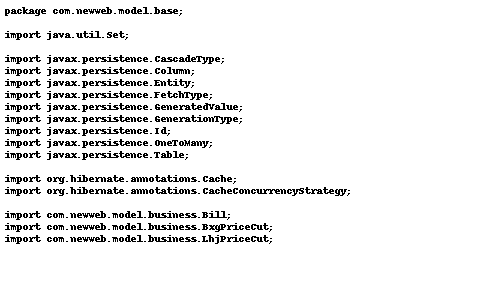 package com.newweb.model.base;
import java.util.Set;
import javax.persistence.CascadeType;
import javax.persistence.Column;
import javax.persistence.Entity;
import javax.persistence.FetchType;
import javax.persistence.GeneratedValue;
import javax.persistence.GenerationType;
import javax.persistence.Id;
import javax.persistence.OneToMany;
import javax.persistence.Table;
import org.hibernate.annotations.Cache;
import org.hibernate.annotations.CacheConcurrencyStrategy;
import com.newweb.model.business.Bill;
import com.newweb.model.business.BxgPriceCut;
import com.newweb.model.business.LhjPriceCut;